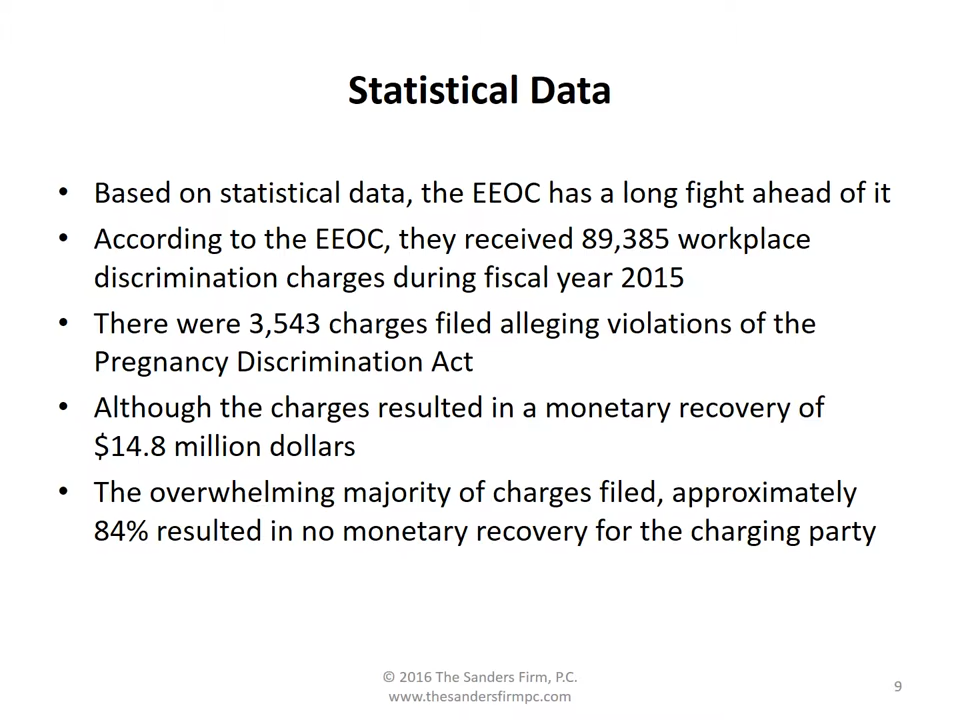 Statistical Data
• Based on statistical data, the EEOC has a long fight ahead of it
• According to the EEOC, they received 89,385 workplace
discrimination charges during fiscal year 2015
• There were 3,543 charges filed alleging violations of the
Pregnancy Discrimination Act
• Although the charges resulted in a monetary recovery of
$14.8 million dollars
• The overwhelming majority of charges filed, approximately
84% resulted in no monetary recovery for the charging party
© 2016 The Sanders Firm, P.C.
www.thesandersfirmpc.com
9